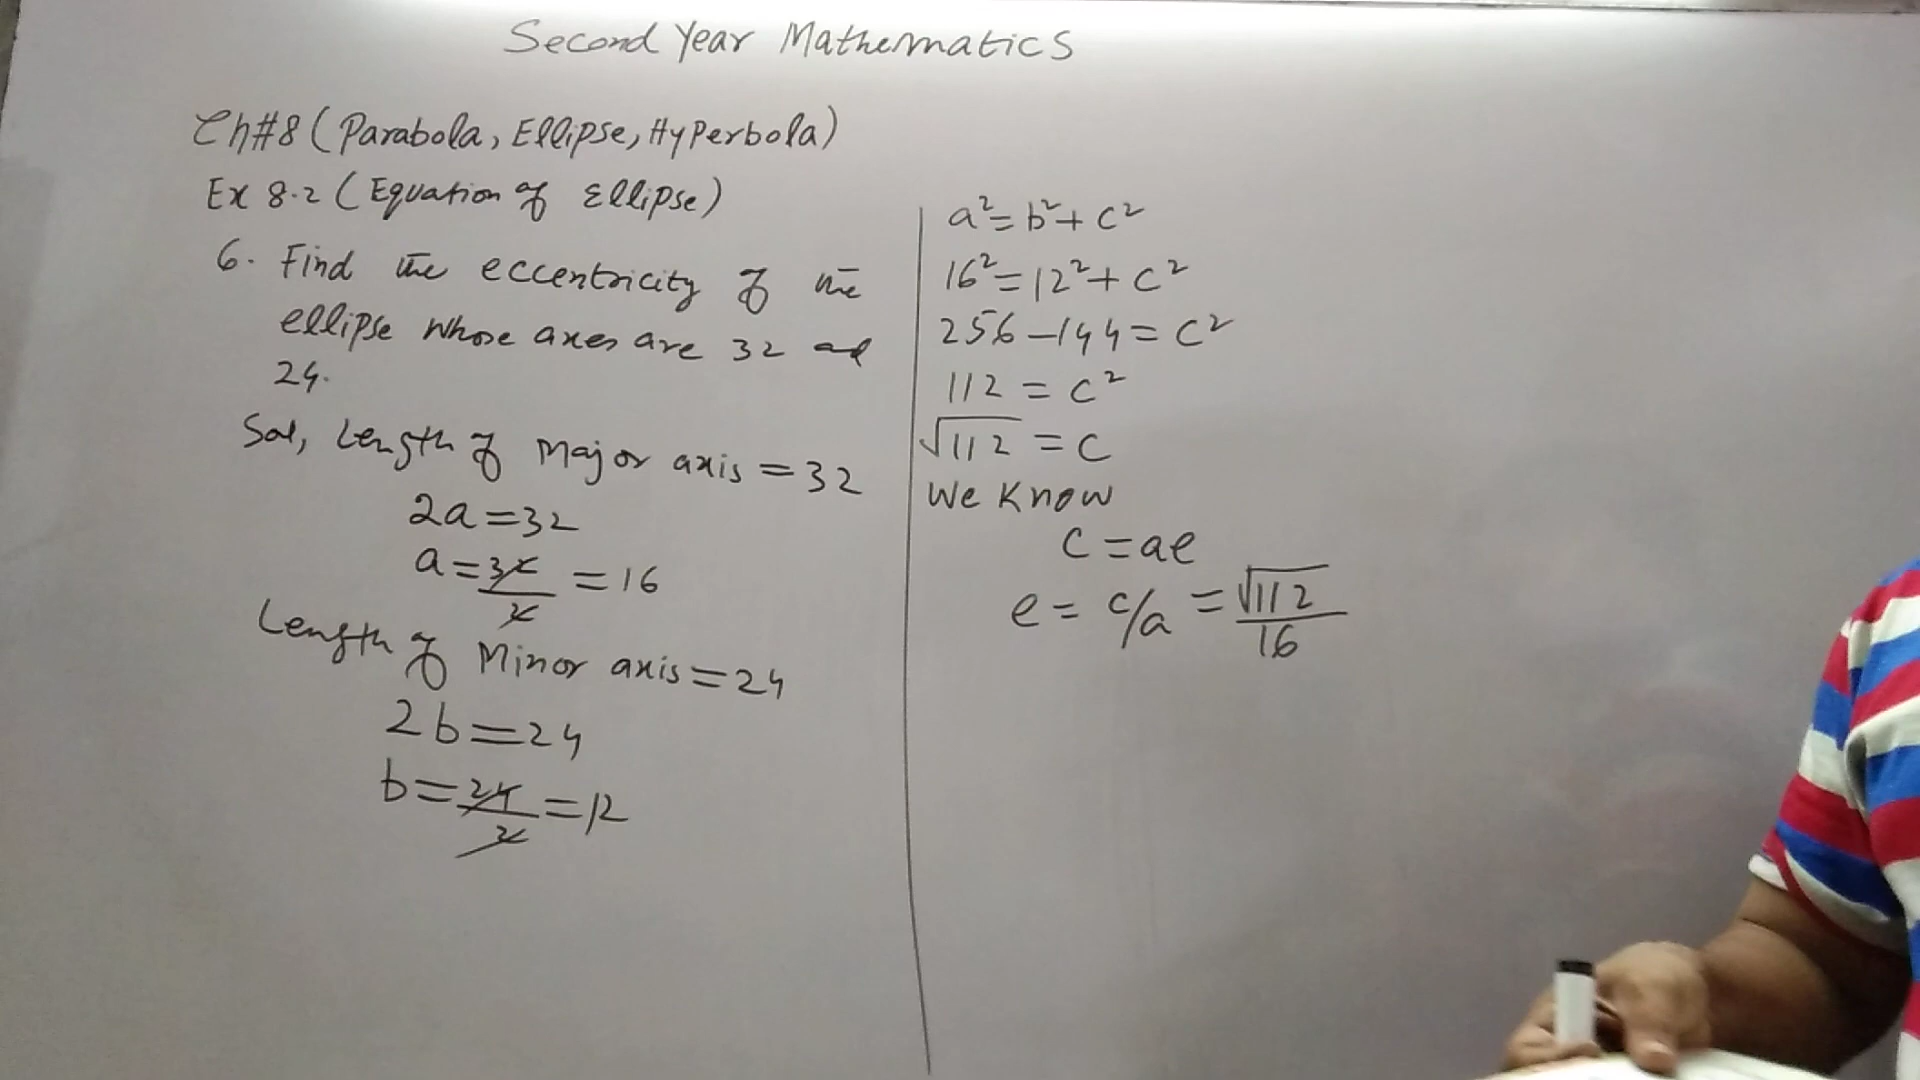 Second Year Mathematics
Ch#8 (Parabola, Ellipse, Hyperbola)
Ex 8.2 (Equation of Ellipse)
6. Find the eccentricity of the
ellipse whose axes are 32 and
24.
Sol, Length of Major axis = 32
2a = 32
a = 32/2 = 16
Length of Minor axis = 24
2b = 24
b = 24/2 = 12
a² = b² + c²
16² = 12² + c²
256 – 144 = c²
112 = c²
√112 = c
We Know
c = ae
e = c/a = √112/16